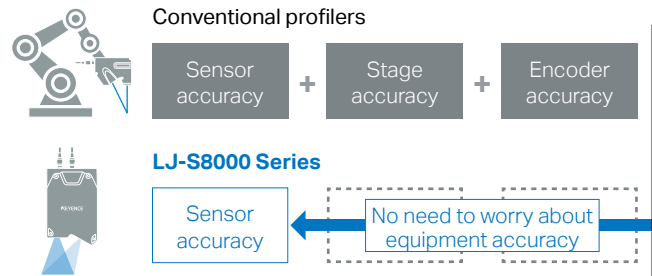 Conventional profilers
Sensor
accuracy
+
Stage
accuracy
+
Encoder
accuracy
LJ-S8000 Series
KEYENCE
Sensor
accuracy
No need to worry about
equipment accuracy